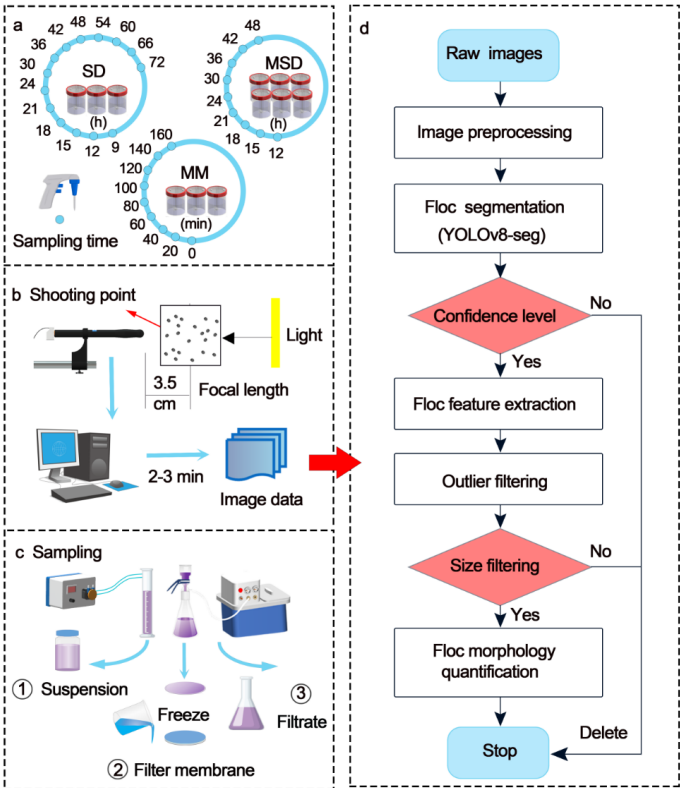 a
48 54 60 66 72
42
36
30
24
21
18
15
12
9
SD
(h)
48
42
36
30
24
21
18
15
12
MSD
(h)
160
140
120
100
80
60
40
20
0
MM
(min)
Sampling time
b
Shooting point
Light
3.5
cm
Focal length
2-3 min
Image data
c Sampling
① Suspension
Freeze
② Filter membrane
③
Filtrate
d
Raw images
Image preprocessing
Floc segmentation
(YOLOv8-seg)
Confidence level
No
Yes
Floc feature extraction
Outlier filtering
Size filtering
No
Yes
Floc morphology
quantification
Delete
Stop